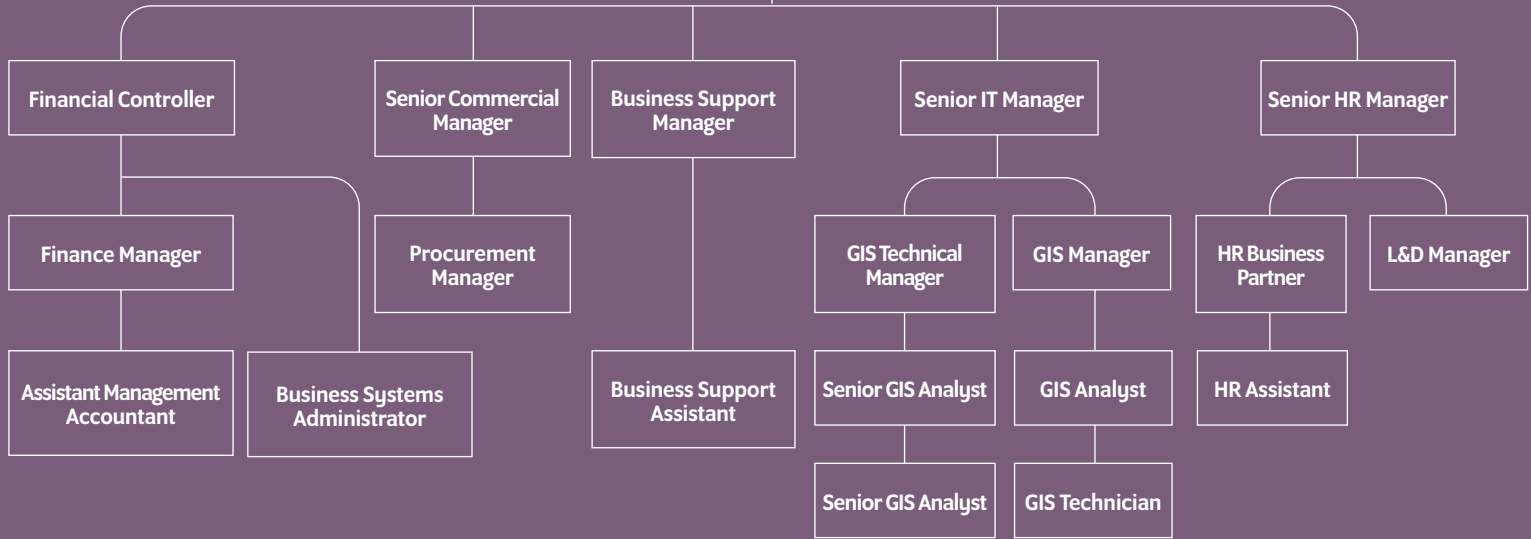 Financial Controller
Senior Commercial
Manager
Business Support
Manager
Senior IT Manager
Senior HR Manager
Finance Manager
Procurement
Manager
GIS Technical
Manager
GIS Manager
HR Business
Partner
L&D Manager
Assistant Management
Accountant
Business Systems
Administrator
Business Support
Assistant
Senior GIS Analyst
GIS Analyst
HR Assistant
Senior GIS Analyst
GIS Technician